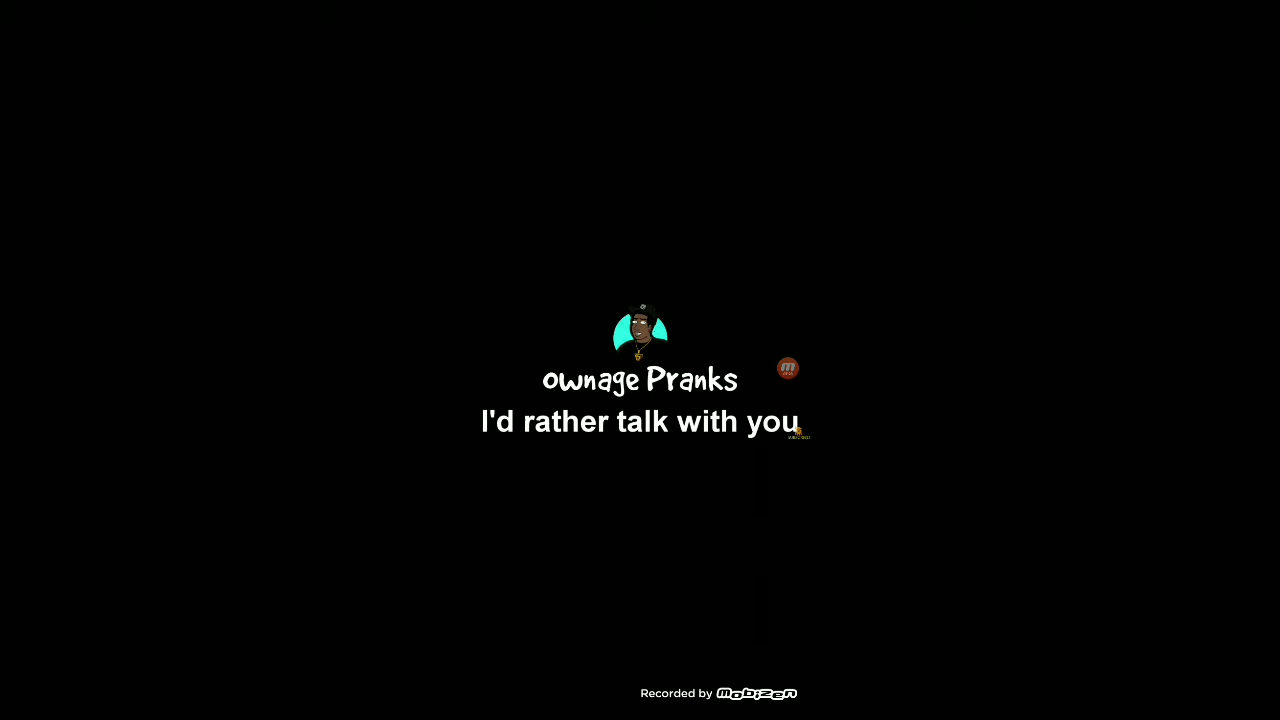 ownage Pranks
I'd rather talk with you
Recorded by mobizen